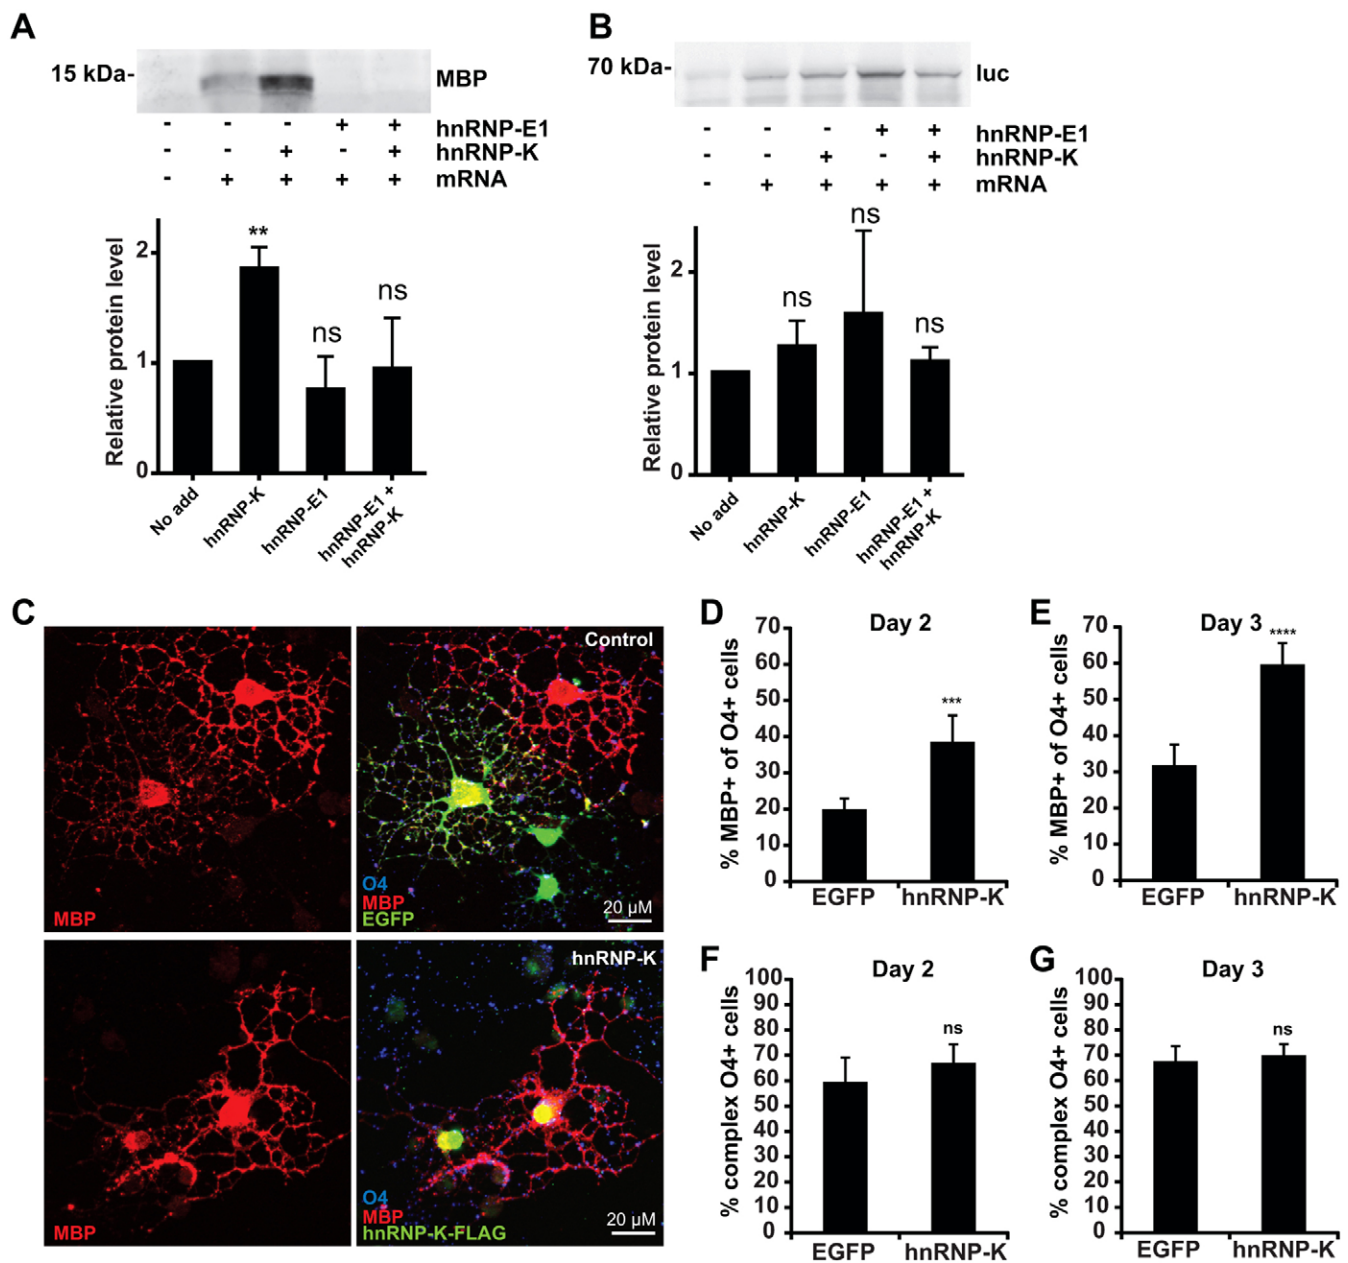 A
15 kDa-
MBP
- - - + + hnRNP-E1
- - + - + hnRNP-K
- + + + + mRNA
Relative protein level
2
1
0
**
ns
ns
No add
hnRNP-K
hnRNP-E1
hnRNP-E1 +
hnRNP-K
B
70 kDa-
luc
- - - + + hnRNP-E1
- - + - + hnRNP-K
- + + + + mRNA
Relative protein level
2
1
0
ns
ns
ns
No add
hnRNP-K
hnRNP-E1
hnRNP-E1 +
hnRNP-K
C
MBP
Control
O4
MBP
EGFP
20 µM
MBP
hnRNP-K
O4
MBP
hnRNP-K-FLAG
20 µM
D
Day 2
% MBP+ of O4+ cells
70
60
50
40
30
20
10
0
***
EGFP hnRNP-K
E
Day 3
% MBP+ of O4+ cells
70
60
50
40
30
20
10
0
****
EGFP hnRNP-K
F
Day 2
% complex O4+ cells
100
90
80
70
60
50
40
30
20
10
0
ns
EGFP hnRNP-K
G
Day 3
% complex O4+ cells
100
90
80
70
60
50
40
30
20
10
0
ns
EGFP hnRNP-K